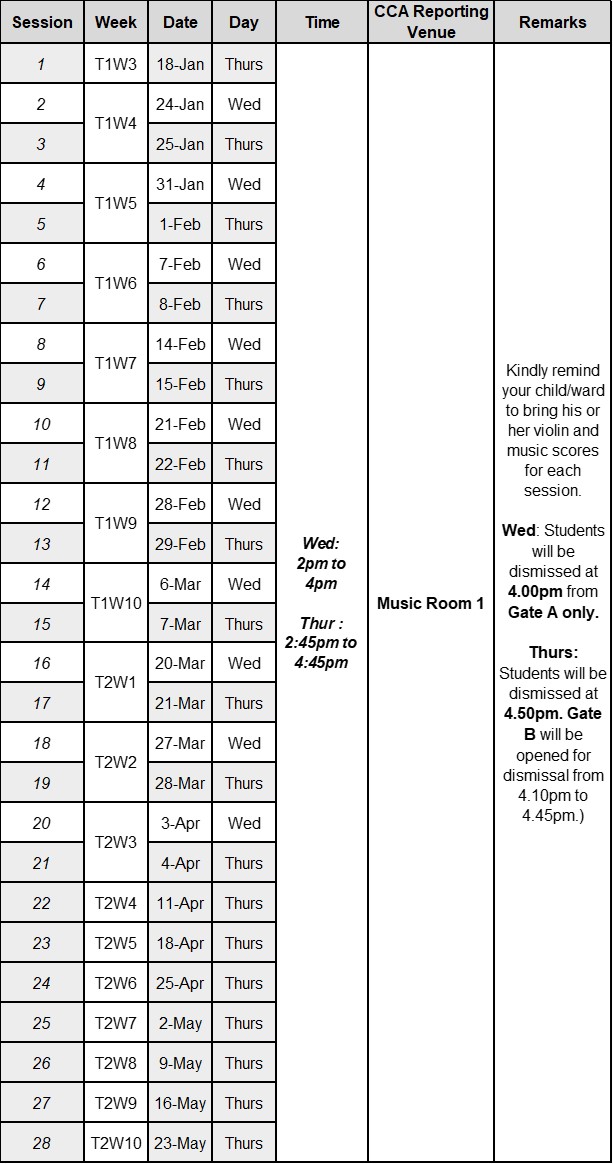 Session Week Date Day Time CCA Reporting Venue Remarks
1 T1W3 18-Jan Thurs
2 T1W4 24-Jan Wed
3 25-Jan Thurs
4 T1W5 31-Jan Wed
5 1-Feb Thurs
6 T1W6 7-Feb Wed
7 8-Feb Thurs
8 T1W7 14-Feb Wed
9 15-Feb Thurs
10 T1W8 21-Feb Wed
11 22-Feb Thurs
12 T1W9 28-Feb Wed
13 29-Feb Thurs
14 T1W10 6-Mar Wed
15 7-Mar Thurs
16 T2W1 20-Mar Wed
17 21-Mar Thurs
18 T2W2 27-Mar Wed
19 28-Mar Thurs
20 T2W3 3-Apr Wed
21 4-Apr Thurs
22 T2W4 11-Apr Thurs
23 T2W5 18-Apr Thurs
24 T2W6 25-Apr Thurs
25 T2W7 2-May Thurs
26 T2W8 9-May Thurs
27 T2W9 16-May Thurs
28 T2W10 23-May Thurs
Wed:
2pm to
4pm
Thur :
2:45pm to
4:45pm
Music Room 1
Kindly remind
your child/ward
to bring his or
her violin and
music scores
for each
session.
Wed: Students
will be
dismissed at
4.00pm from
Gate A only.
Thurs:
Students will be
dismissed at
4.50pm. Gate
B will be
opened for
dismissal from
4.10pm to
4.45pm.)